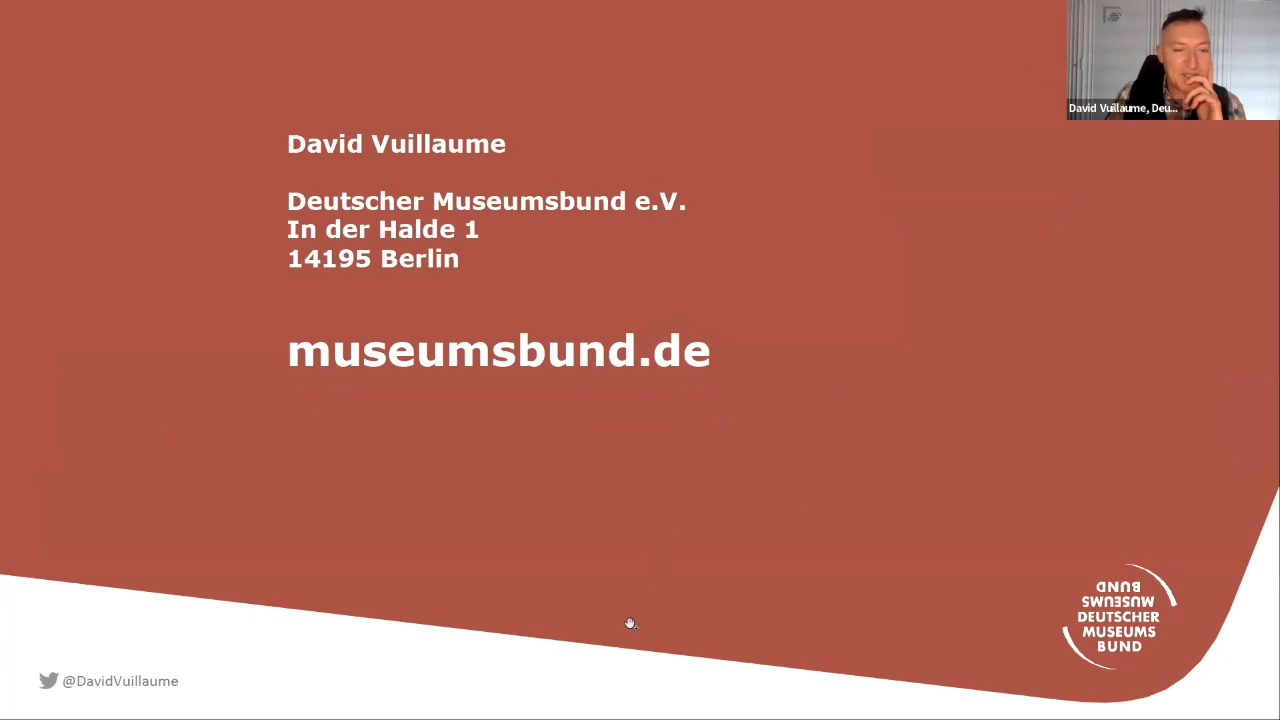 David Vuillaume
Deutscher Museumsbund e.V.
In der Halde 1
14195 Berlin
museumsbund.de
David Vuillaume, Deu...
BUND
MUSEUMS
DEUTSCHER
MUSEUMS
BUND
@DavidVuillaume